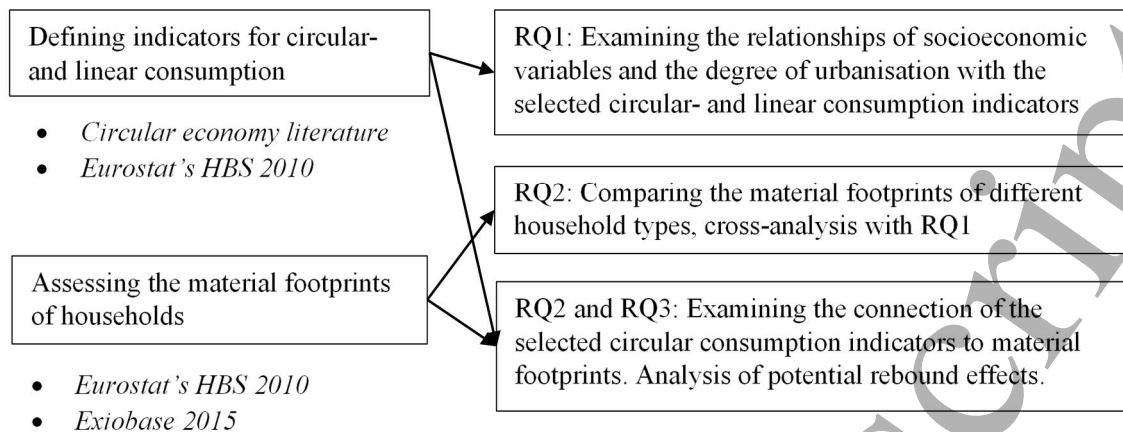 Defining indicators for circular-
and linear consumption
• Circular economy literature
• Eurostat's HBS 2010
Assessing the material footprints
of households
• Eurostat's HBS 2010
• Exiobase 2015
RQ1: Examining the relationships of socioeconomic
variables and the degree of urbanisation with the
selected circular- and linear consumption indicators
RQ2: Comparing the material footprints of different
household types, cross-analysis with RQ1
RQ2 and RQ3: Examining the connection of the
selected circular consumption indicators to material
footprints. Analysis of potential rebound effects.